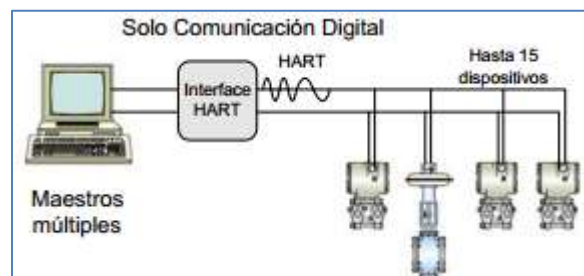 Solo Comunicación Digital
HART
Hasta 15
dispositivos
Interface
HART
Maestros
múltiples